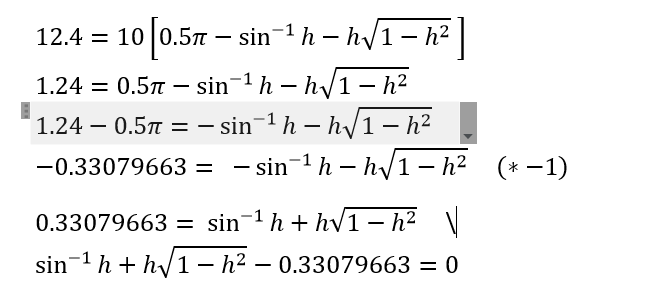 12.4 = 10 [0.5π − sin⁻¹ h − h√(1 − h²)]
1.24 = 0.5π − sin⁻¹ h − h√(1 − h²)
1.24 − 0.5π = − sin⁻¹ h − h√(1 − h²)
−0.33079663 = − sin⁻¹ h − h√(1 − h²) (∗ −1)
0.33079663 = sin⁻¹ h + h√(1 − h²) \
sin⁻¹ h + h√(1 − h²) − 0.33079663 = 0